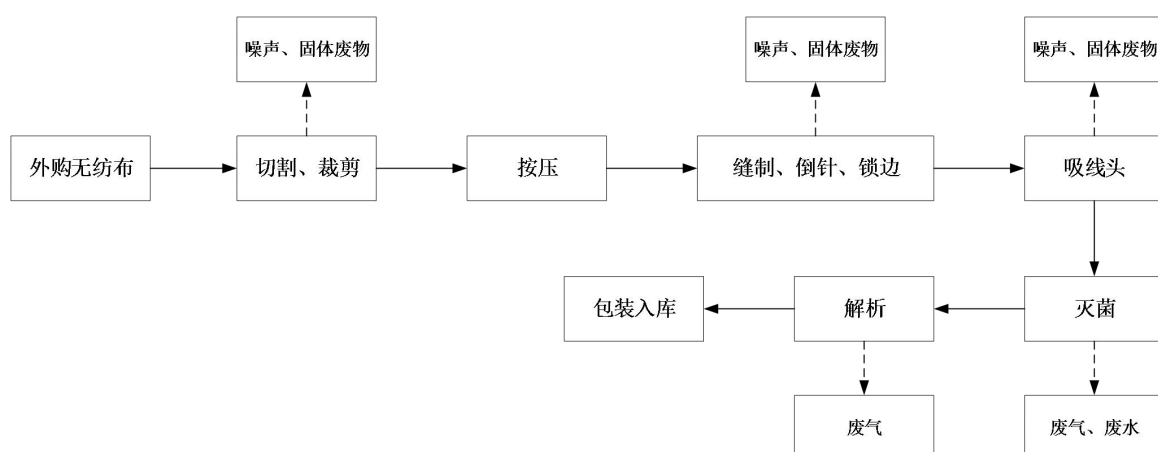 噪声、固体废物
噪声、固体废物
噪声、固体废物
外购无纺布
切割、裁剪
按压
缝制、倒针、锁边
吸线头
包装入库
解析
灭菌
废气
废气、废水